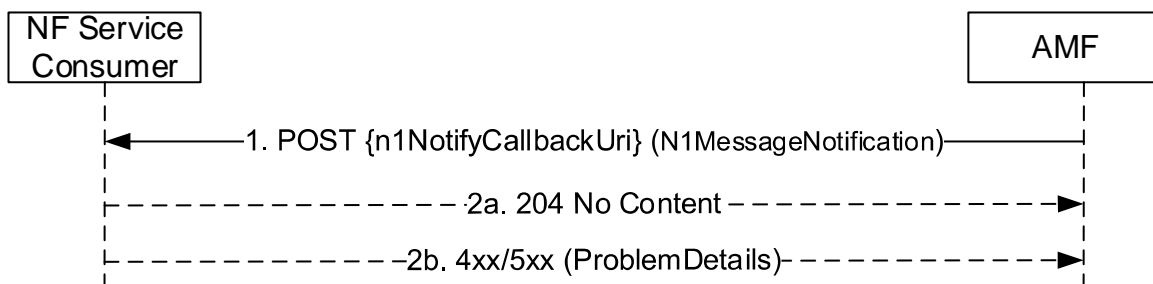 NF Service
Consumer
AMF
1. POST {n1NotifyCallbackUri} (N1MessageNotification)
2a. 204 No Content
2b. 4xx/5xx (ProblemDetails)